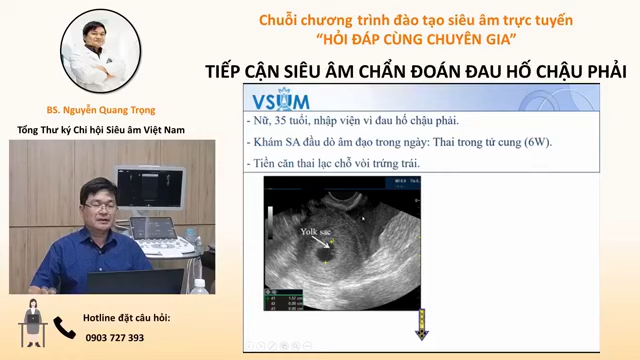 Chuỗi chương trình đào tạo siêu âm trực tuyến
“HỎI ĐÁP CÙNG CHUYÊN GIA”
TIẾP CẬN SIÊU ÂM CHẨN ĐOÁN ĐAU HỐ CHẬU PHẢI
BS. Nguyễn Quang Trọng
Tổng Thư ký Chi hội Siêu âm Việt Nam
VSUM
- Nữ, 35 tuổi, nhập viện vì đau hố chậu phải.
- Khám SA đầu dò âm đạo trong ngày: Thai trong tử cung (6W).
- Tiền căn thai lạc chỗ vòi trứng trái.
Yolk sac
Hotline đặt câu hỏi:
0903 727 393